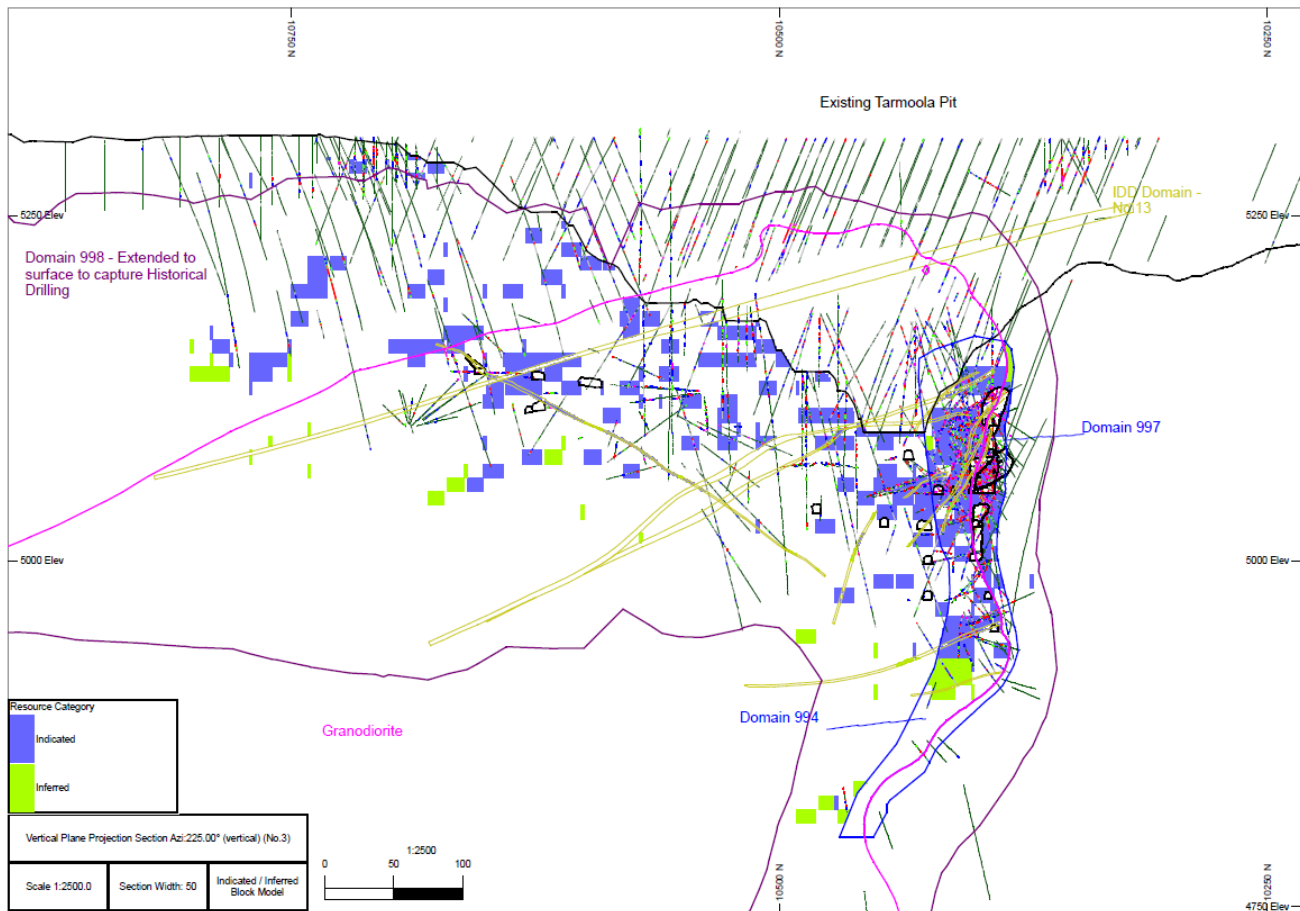 10750 N
10500 N
10250 N
Existing Tarmoola Pit
IDD Domain -
No.13
5250 Elev
5250 Elev
Domain 998 - Extended to
surface to capture Historical
Drilling
Domain 997
5000 Elev
5000 Elev
Domain 994
Granodiorite
Resource Category
Indicated
Inferred
Vertical Plane Projection Section Azi:225.00° (vertical) (No.3)
Scale 1:2500.0
Section Width: 50
Indicated / Inferred
Block Model
1:2500
0
50
100
10500 N
10250 N
4750 Elev